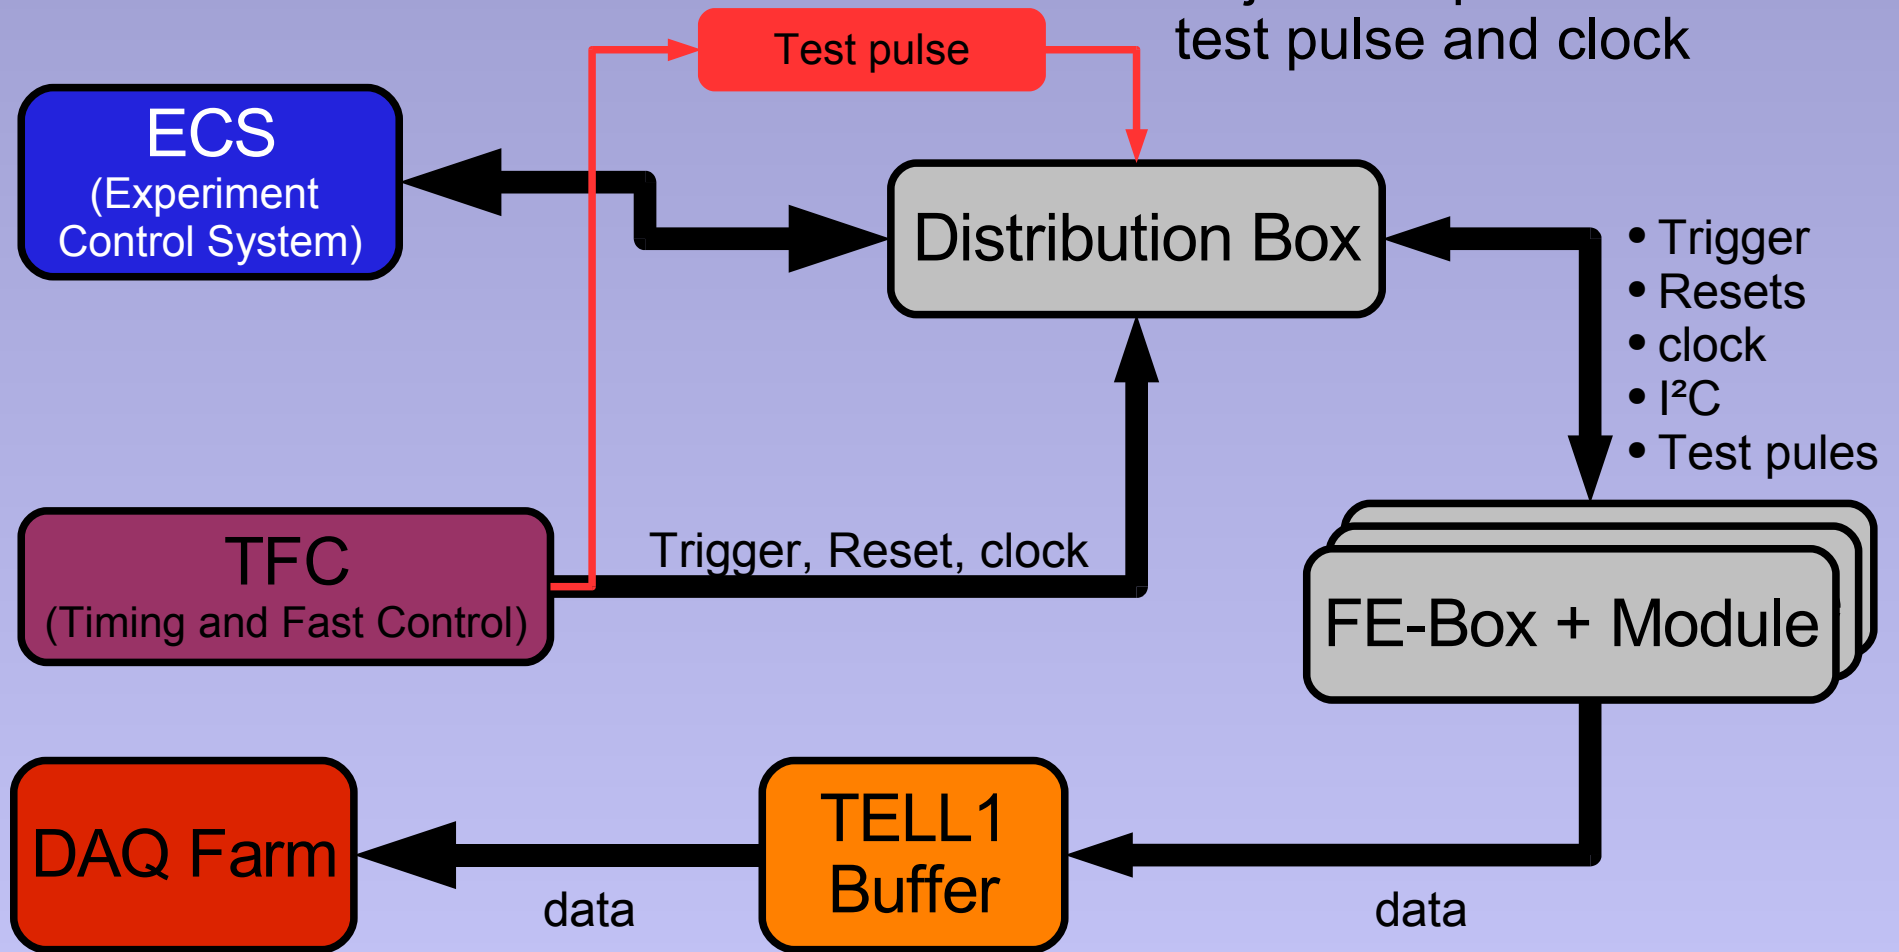 test pulse and clock
Test pulse
ECS
(Experiment
Control System)
Distribution Box
• Trigger
• Resets
• clock
• I²C
• Test pules
TFC
(Timing and Fast Control)
Trigger, Reset, clock
FE-Box + Module
DAQ Farm
TELL1
Buffer
data
data